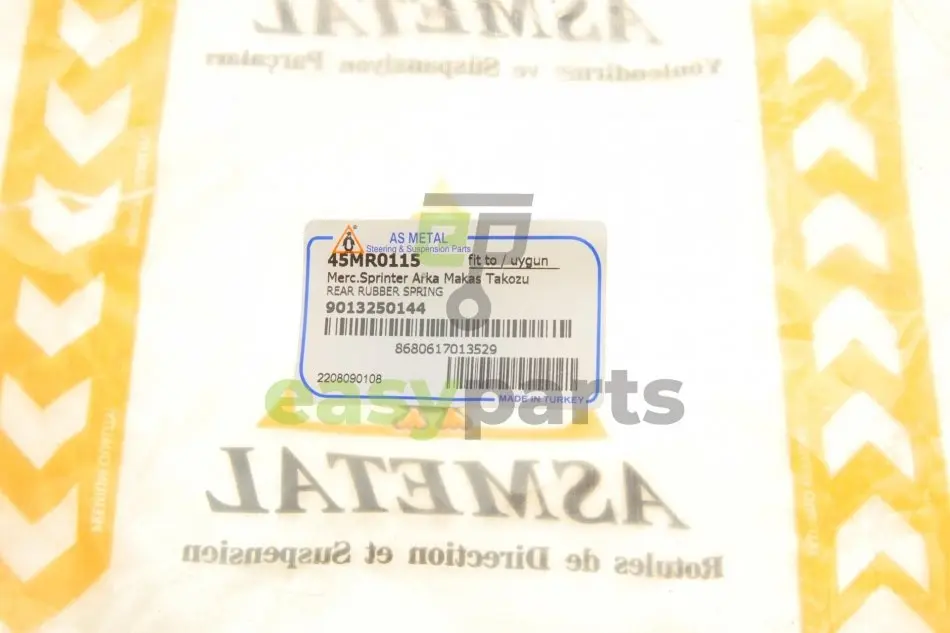 ASMETAL
Yönlendirme ve Süspansiyon Parçaları
AS METAL
Steering & Suspension Parts
45MR0115 fit to / uygun
Merc.Sprinter Arka Makas Takozu
REAR RUBBER SPRING
9013250144
8680617013529
2208090108
MADE IN TURKEY
easyparts
ASMETAL
Rotules de Direction et Suspension